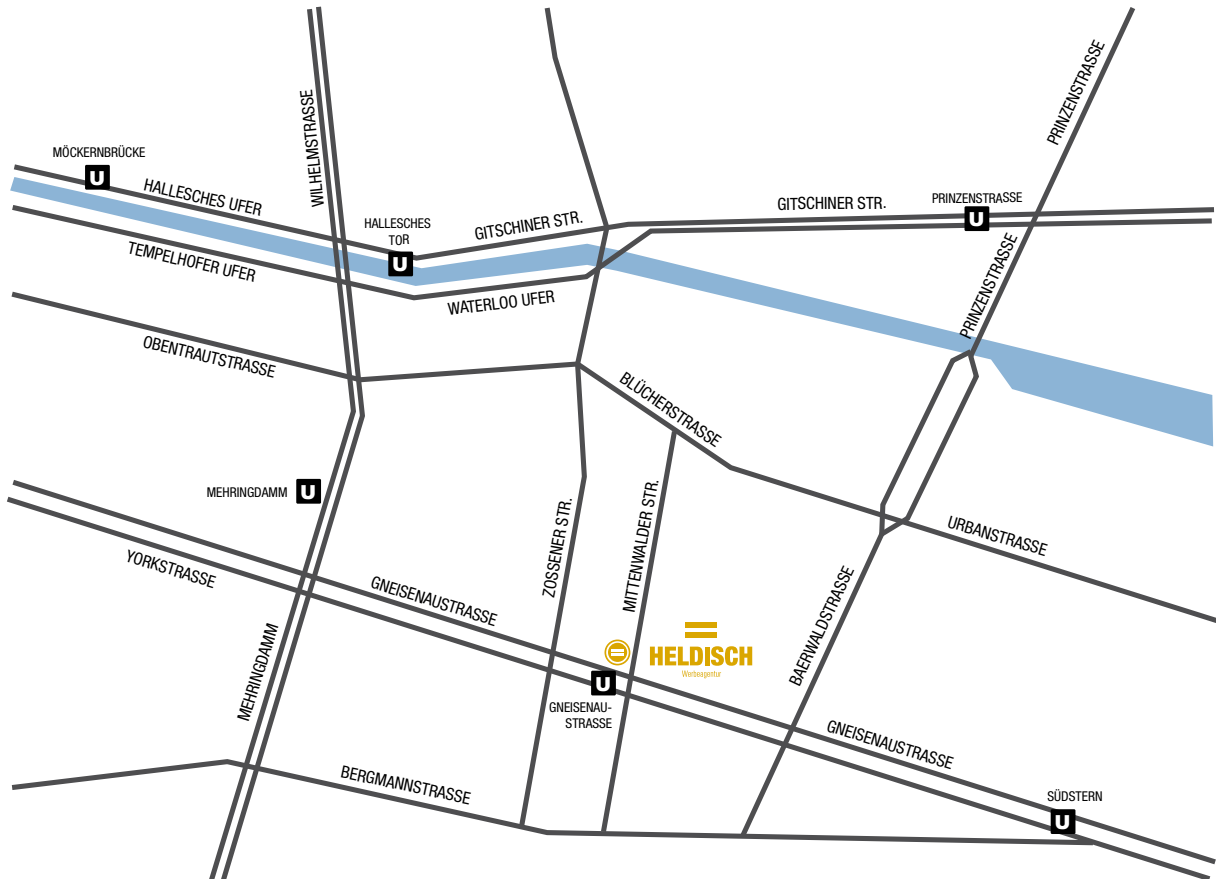 PRINZENSTRASSE
WILHELMSTRASSE
MÖCKERNBRÜCKE
U
HALLESCHES UFER
HALLESCHES
TOR
U
GITSCHINER STR.
GITSCHINER STR.
PRINZENSTRASSE
U
TEMPELHOFER UFER
WATERLOO UFER
PRINZENSTRASSE
OBENTRAUTSTRASSE
BLÜCHERSTRASSE
MEHRINGDAMM
U
YORKSTRASSE
GNEISENAUSTRASSE
ZOSSENER STR.
MITTENWALDER STR.
URBANSTRASSE
BAERWALDSTRASSE
HELDISCH
Werbeagentur
MEHRINGDAMM
U
GNEISENAU-
STRASSE
GNEISENAUSTRASSE
BERGMANNSTRASSE
SÜDSTERN
U